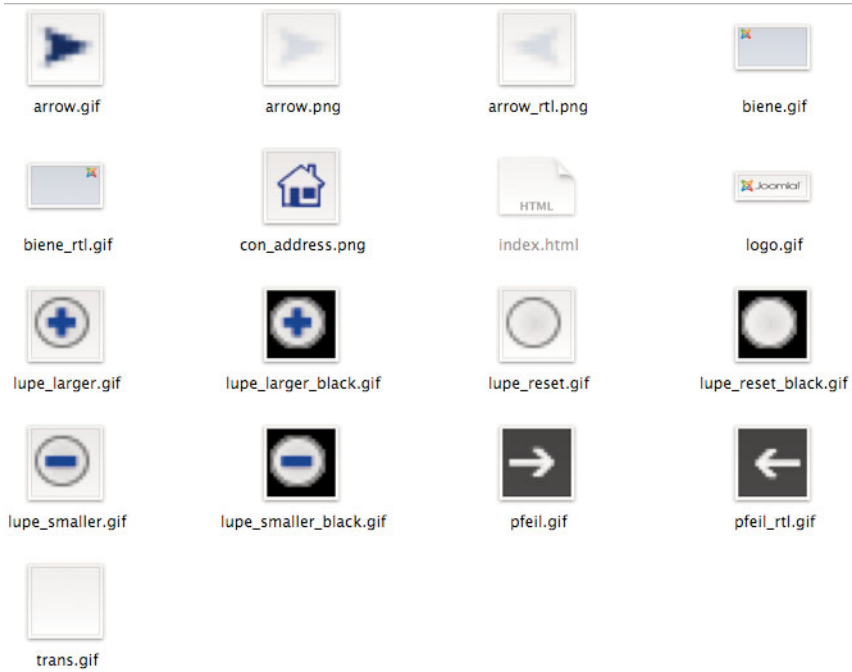 arrow.gif
arrow.png
arrow_rtl.png
biene.gif
Joomla!
biene_rtl.gif
con_address.png
HTML
index.html
logo.gif
lupe_larger.gif
lupe_larger_black.gif
lupe_reset.gif
lupe_reset_black.gif
lupe_smaller.gif
lupe_smaller_black.gif
pfeil.gif
pfeil_rtl.gif
trans.gif